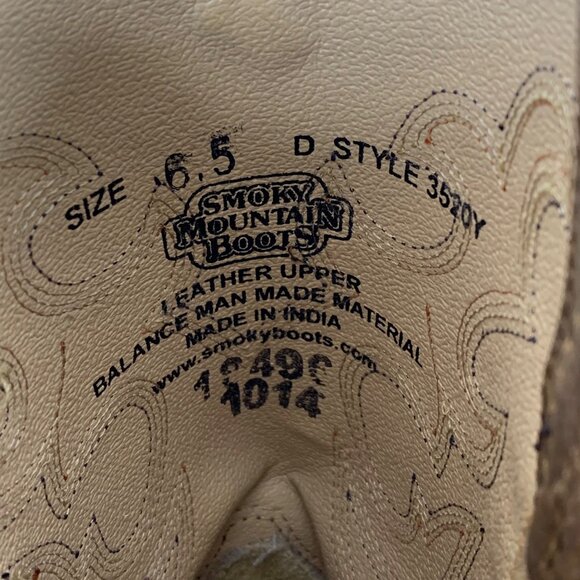 SIZE 6.5 D STYLE 3520Y
SMOKY
MOUNTAIN
BOOTS
LEATHER UPPER
BALANCE MAN MADE MATERIAL
MADE IN INDIA
www.smokyboots.com
1014